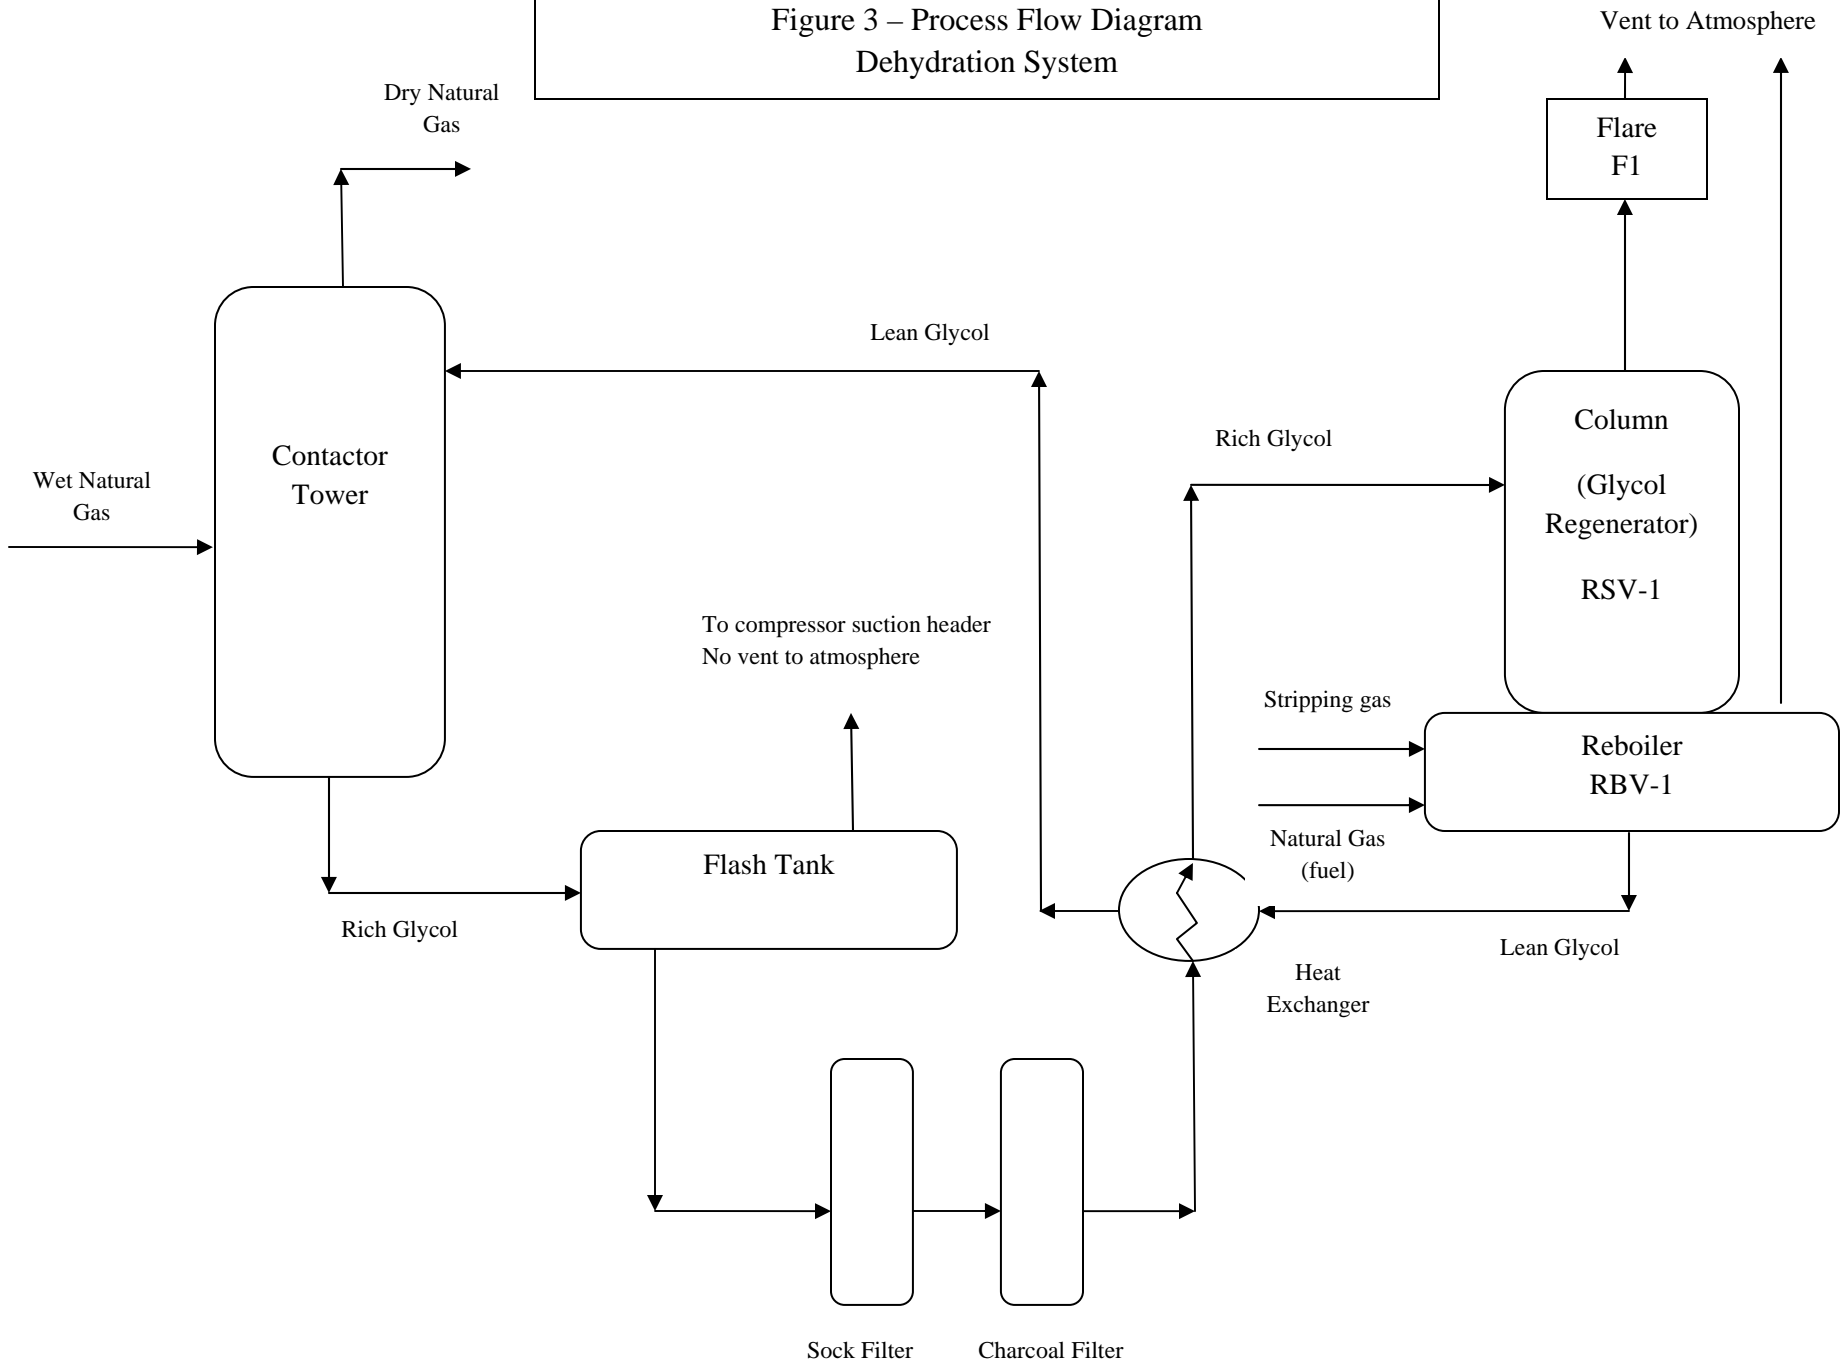 Figure 3 – Process Flow Diagram
Dehydration System
Vent to Atmosphere
Dry Natural
Gas
Flare
F1
Lean Glycol
Column
(Glycol
Regenerator)
RSV-1
Rich Glycol
Contactor
Tower
Wet Natural
Gas
To compressor suction header
No vent to atmosphere
Stripping gas
Reboiler
RBV-1
Natural Gas
(fuel)
Flash Tank
Rich Glycol
Lean Glycol
Heat
Exchanger
Sock Filter
Charcoal Filter